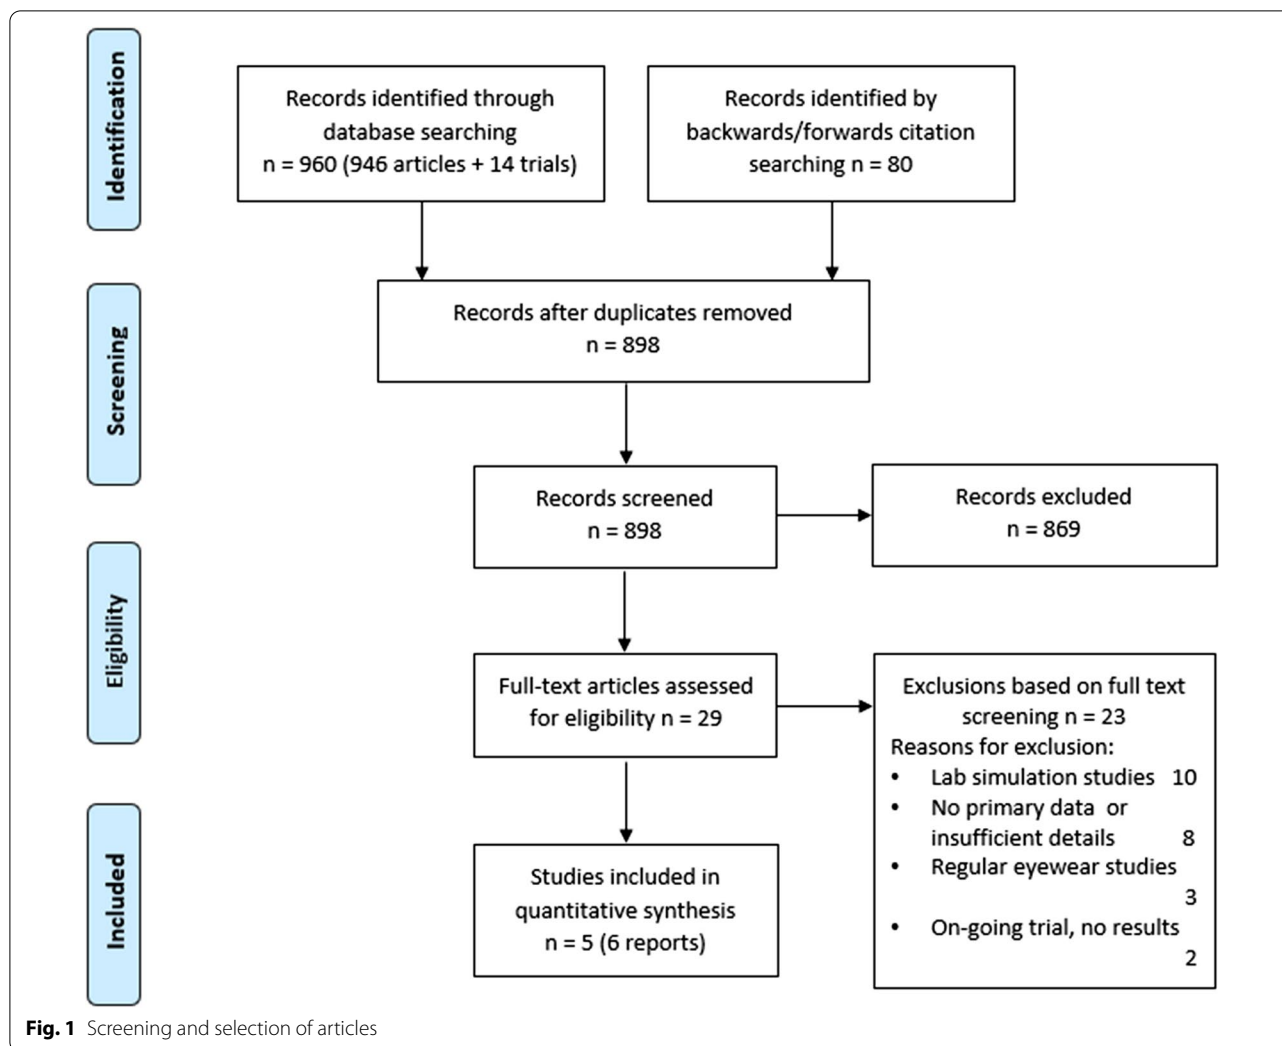 Identification
Records identified through
database searching
n = 960 (946 articles + 14 trials)
Records identified by
backwards/forwards citation
searching n = 80
Screening
Records after duplicates removed
n = 898
Records screened
n = 898
Records excluded
n = 869
Eligibility
Full-text articles assessed
for eligibility n = 29
Exclusions based on full text
screening n = 23
Reasons for exclusion:
• Lab simulation studies 10
• No primary data or
insufficient details 8
• Regular eyewear studies
3
• On-going trial, no results
2
Included
Studies included in
quantitative synthesis
n = 5 (6 reports)
Fig. 1 Screening and selection of articles